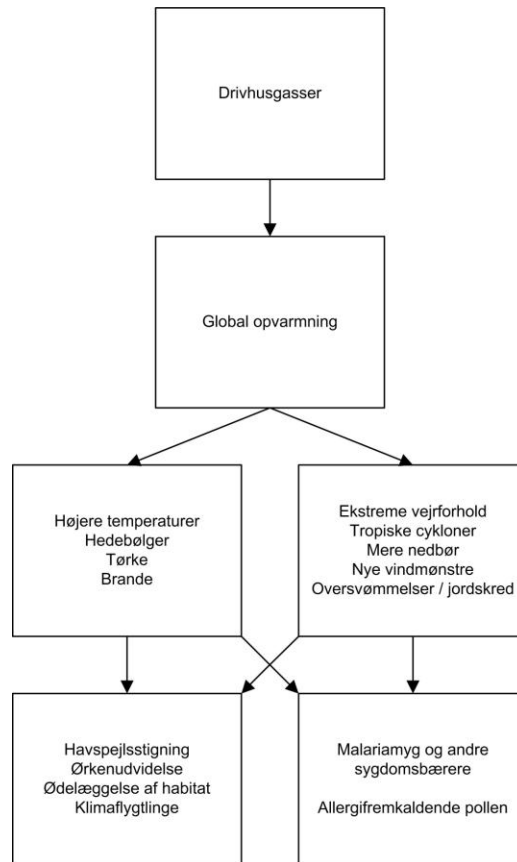 Drivhusgasser
Global opvarmning
Højere temperaturer
Hedebølger
Tørke
Brande
Ekstreme vejrforhold
Tropiske cykloner
Mere nedbør
Nye vindmønstre
Oversvømmelser / jordskred
Havspejlsstigning
Ørkenudvidelse
Ødelæggelse af habitat
Klimaflygtlinge
Malariamyg og andre
sygdomsbærere
Allergifremkaldende pollen